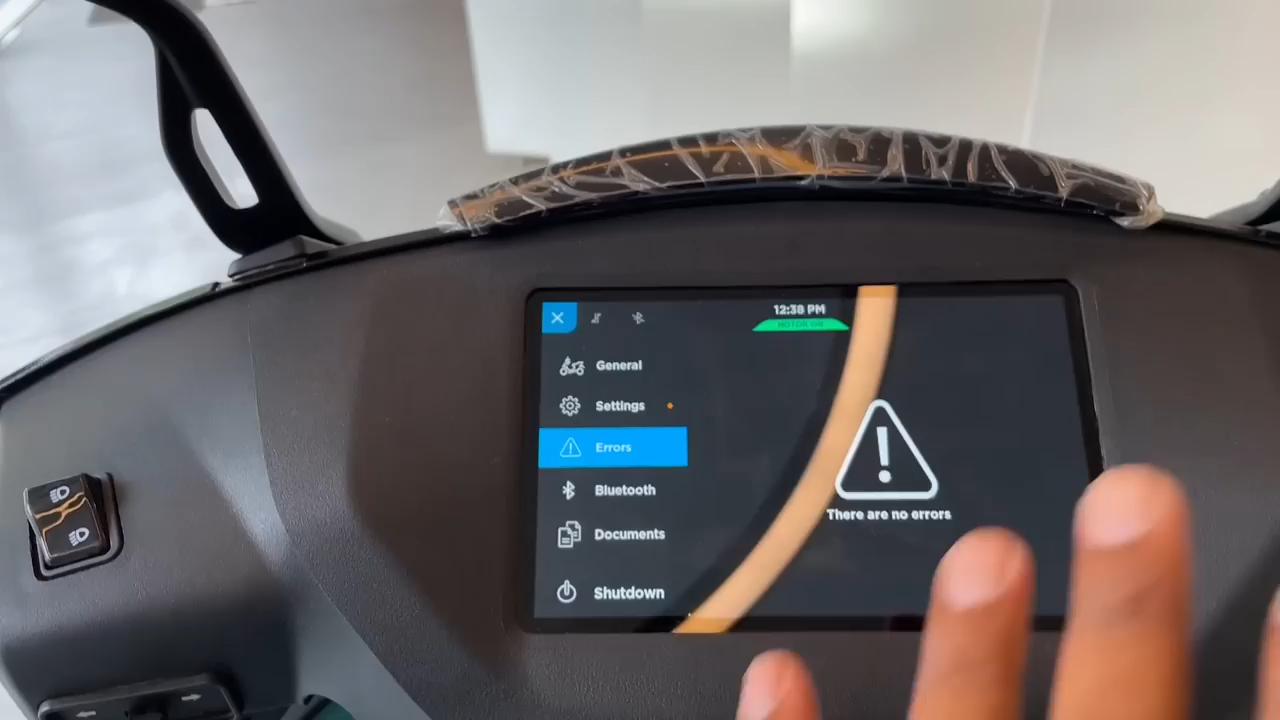 12:38 PM
MOTOR ON
General
Settings
Errors
Bluetooth
Documents
Shutdown
There are no errors